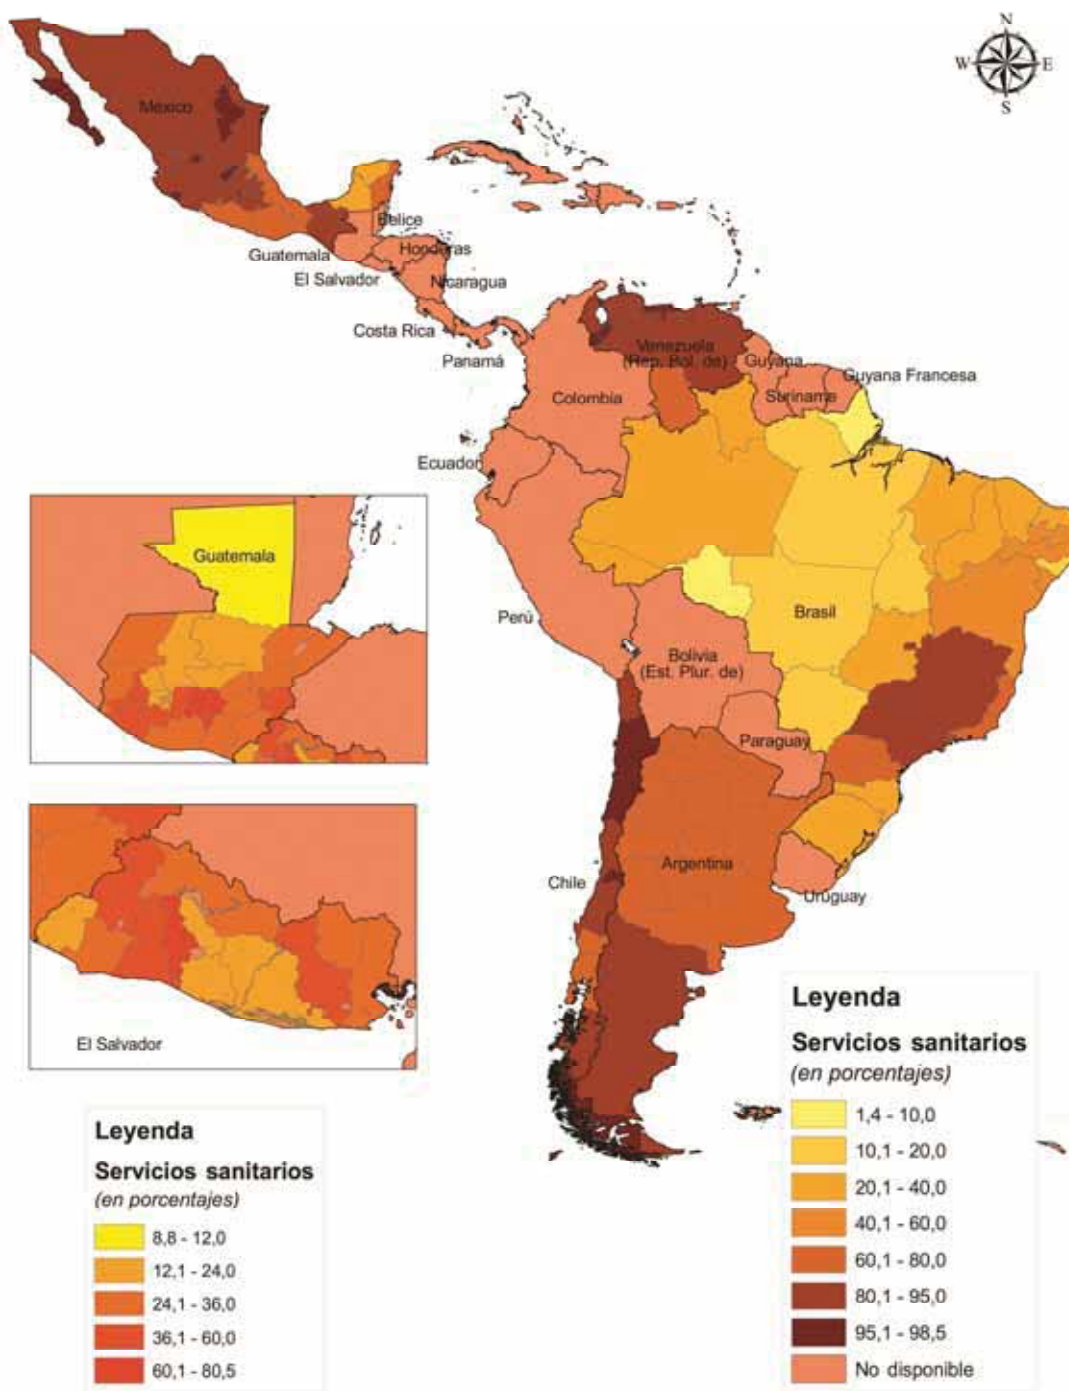 N
W E
S
México
Belice
Honduras
Guatemala
El Salvador
Nicaragua
Costa Rica
Panamá
Venezuela
(Rep. Bol. de)
Guyana
Guyana Francesa
Suriname
Colombia
Ecuador
Guatemala
Perú
Brasil
Bolivia
(Est. Plur. de)
Paraguay
Argentina
Chile
Uruguay
El Salvador
Leyenda
Servicios sanitarios
(en porcentajes)
8,8 - 12,0
12,1 - 24,0
24,1 - 36,0
36,1 - 60,0
60,1 - 80,5
Leyenda
Servicios sanitarios
(en porcentajes)
1,4 - 10,0
10,1 - 20,0
20,1 - 40,0
40,1 - 60,0
60,1 - 80,0
80,1 - 95,0
95,1 - 98,5
No disponible